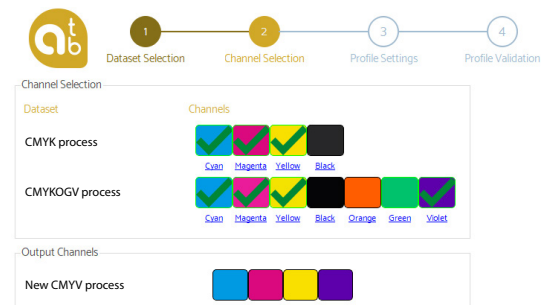 a t b
1 2 3 4
Dataset Selection Channel Selection Profile Settings Profile Validation
Channel Selection
Dataset Channels
CMYK process
Cyan Magenta Yellow Black
CMYKOGV process
Cyan Magenta Yellow Black Orange Green Violet
Output Channels
New CMYV process